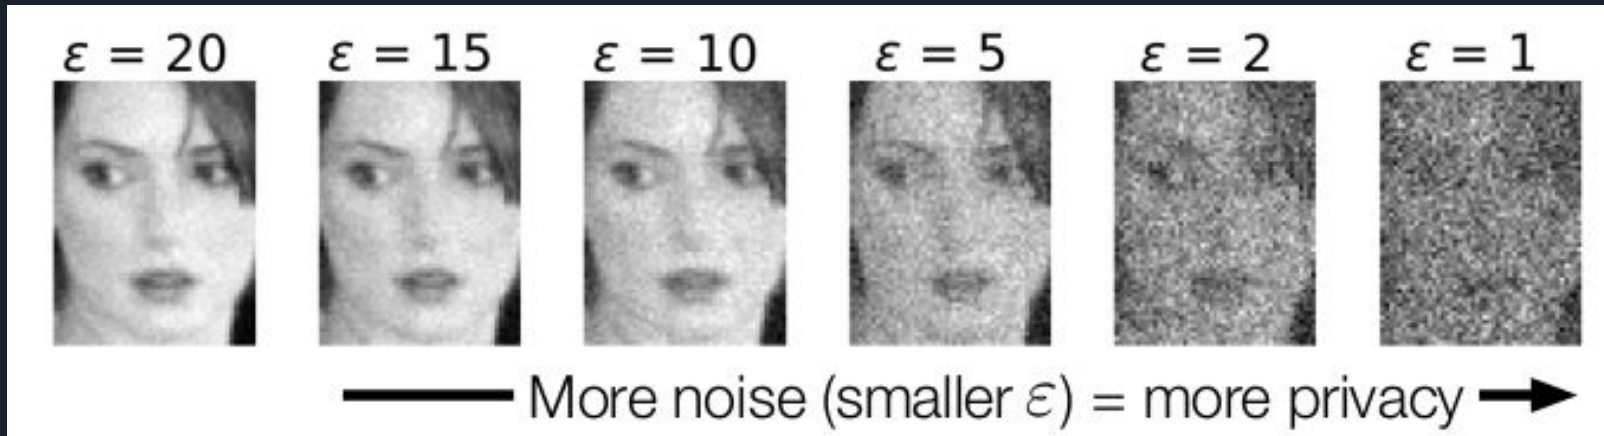 ε = 20 ε = 15 ε = 10 ε = 5 ε = 2 ε = 1
More noise (smaller ε) = more privacy